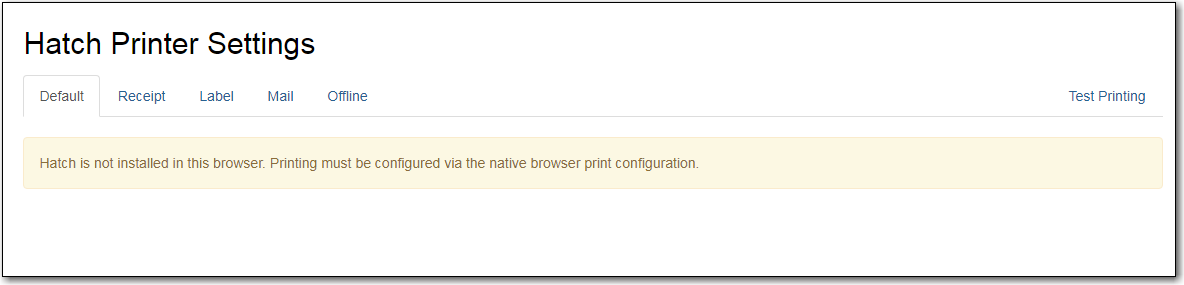 Hatch Printer Settings
Default Receipt Label Mail Offline Test Printing
Hatch is not installed in this browser. Printing must be configured via the native browser print configuration.